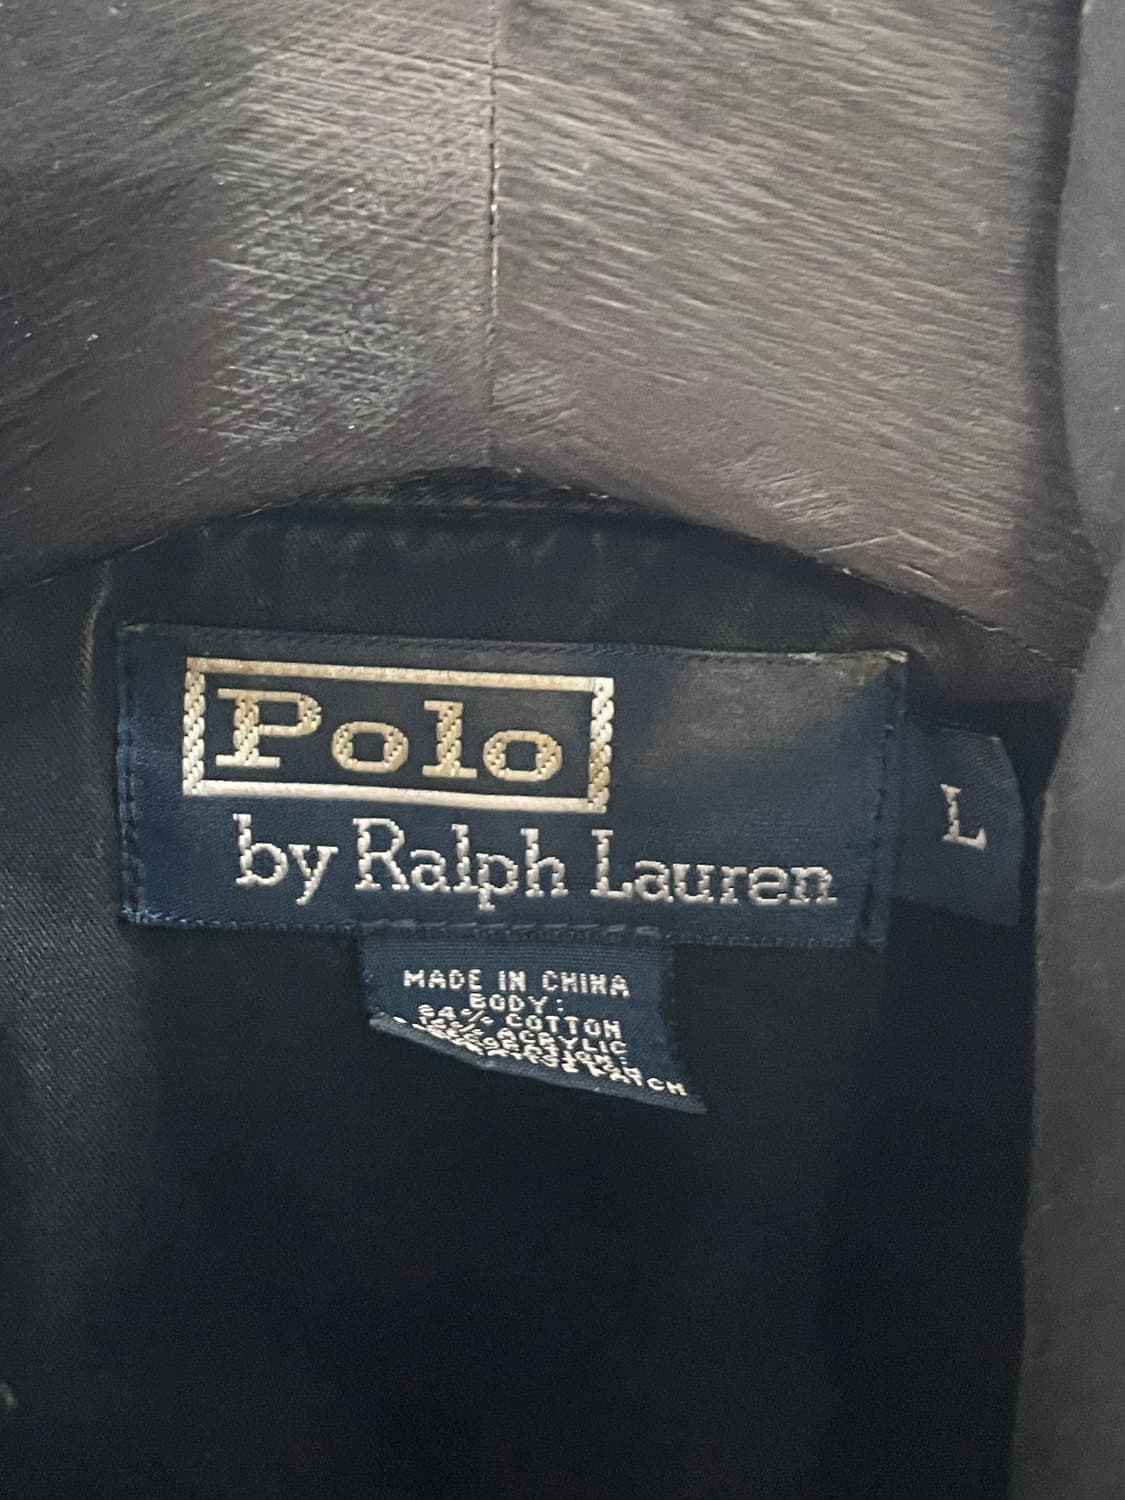 Polo
by Ralph Lauren
L
MADE IN CHINA
BODY:
COTTON
ACRYLIC